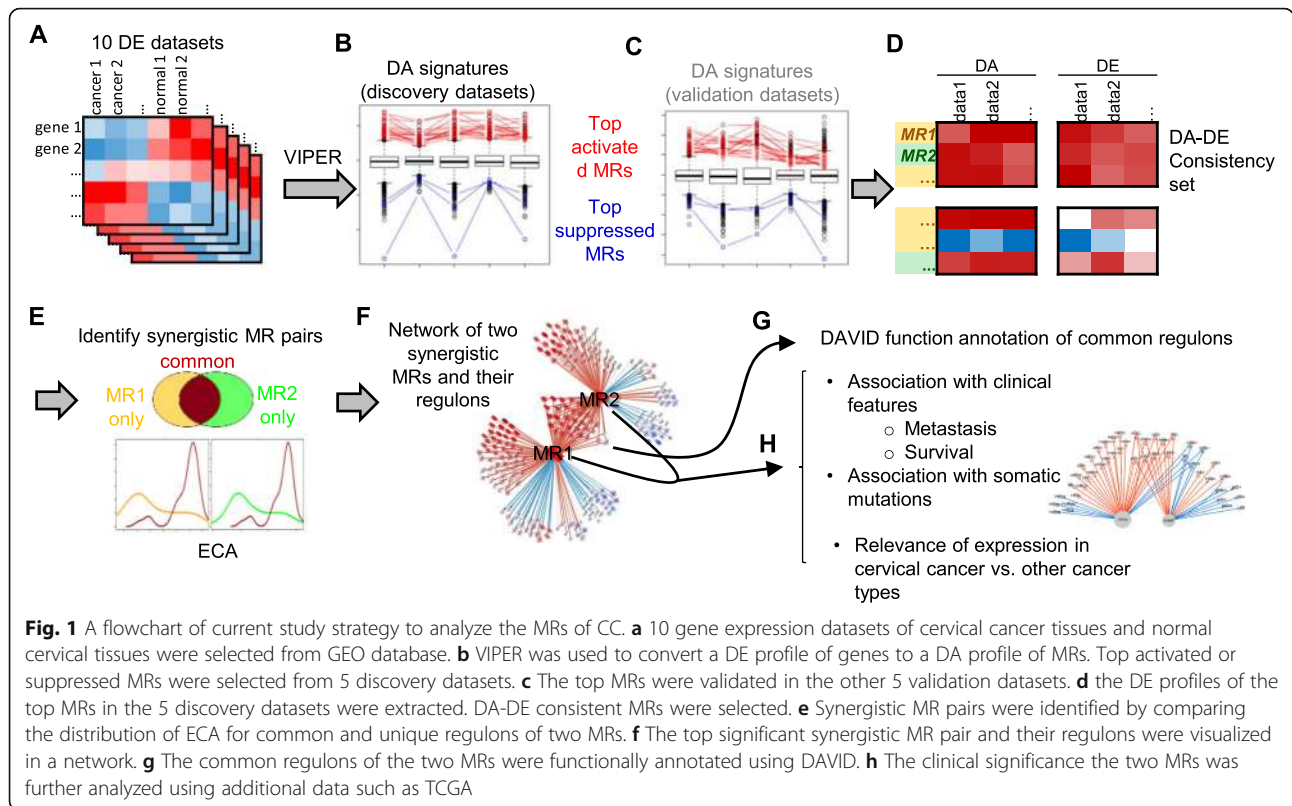 A
10 DE datasets
cancer 1
cancer 2
...
normal 1
normal 2
...
gene 1
gene 2
...
...
...
VIPER
B
DA signatures
(discovery datasets)
Top
activate
d MRs
Top
suppressed
MRs
C
DA signatures
(validation datasets)
D
DA
DE
data1
data2
...
data1
data2
...
MR1
MR2
...
DA-DE
Consistency
set
...
...
...
E
Identify synergistic MR pairs
common
MR1
only
MR2
only
ECA
F
Network of two
synergistic
MRs and their
regulons
MR2
MR1
G
DAVID function annotation of common regulons
H
• Association with clinical
features
o Metastasis
o Survival
• Association with somatic
mutations
• Relevance of expression in
cervical cancer vs. other cancer
types
Fig. 1 A flowchart of current study strategy to analyze the MRs of CC. a 10 gene expression datasets of cervical cancer tissues and normal
cervical tissues were selected from GEO database. b VIPER was used to convert a DE profile of genes to a DA profile of MRs. Top activated or
suppressed MRs were selected from 5 discovery datasets. c The top MRs were validated in the other 5 validation datasets. d the DE profiles of the
top MRs in the 5 discovery datasets were extracted. DA-DE consistent MRs were selected. e Synergistic MR pairs were identified by comparing
the distribution of ECA for common and unique regulons of two MRs. f The top significant synergistic MR pair and their regulons were visualized
in a network. g The common regulons of the two MRs were functionally annotated using DAVID. h The clinical significance the two MRs was
further analyzed using additional data such as TCGA